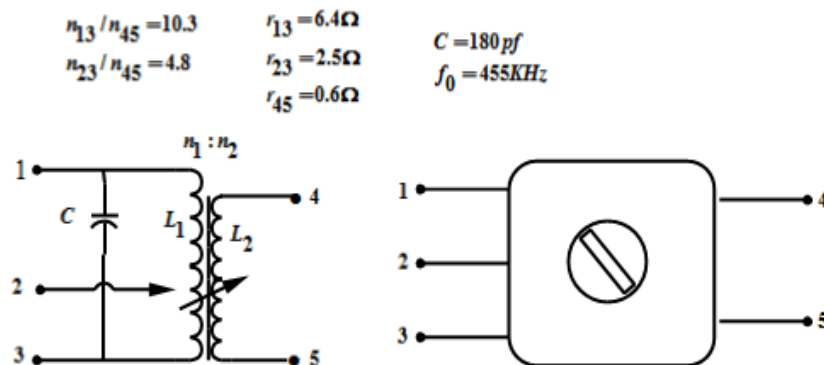 n13/n45 = 10.3
n23/n45 = 4.8
r13 = 6.4Ω
r23 = 2.5Ω
r45 = 0.6Ω
C = 180 pf
f0 = 455KHz
n1 : n2
1
C
L1
L2
4
2
3
5
1
2
3
4
5